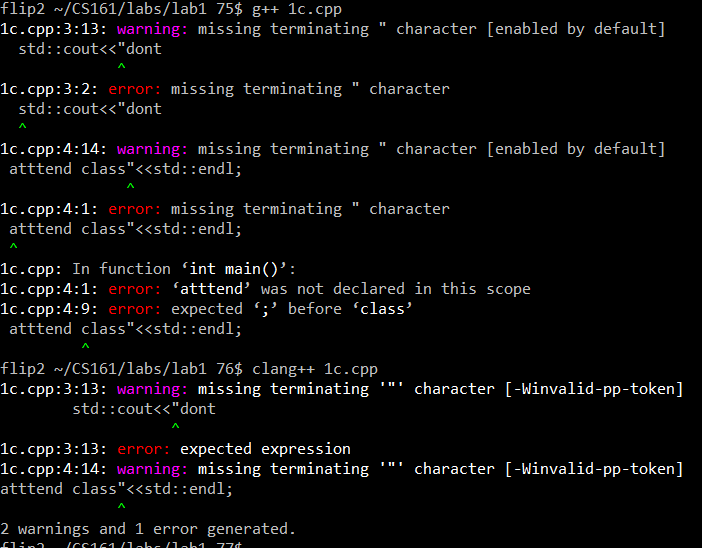 flip2 ~/CS161/labs/lab1 75$ g++ 1c.cpp
1c.cpp:3:13: warning: missing terminating " character [enabled by default]
std::cout<<"dont
^
1c.cpp:3:2: error: missing terminating " character
std::cout<<"dont
^
1c.cpp:4:14: warning: missing terminating " character [enabled by default]
atttend class"<<std::endl;
^
1c.cpp:4:1: error: missing terminating " character
atttend class"<<std::endl;
^
1c.cpp: In function ‘int main()’:
1c.cpp:4:1: error: ‘atttend’ was not declared in this scope
1c.cpp:4:9: error: expected ‘;’ before ‘class’
atttend class"<<std::endl;
^
flip2 ~/CS161/labs/lab1 76$ clang++ 1c.cpp
1c.cpp:3:13: warning: missing terminating '"' character [-Winvalid-pp-token]
std::cout<<"dont
^
1c.cpp:3:13: error: expected expression
1c.cpp:4:14: warning: missing terminating '"' character [-Winvalid-pp-token]
atttend class"<<std::endl;
^
2 warnings and 1 error generated.
flip2 ~/CS161/labs/lab1 77$